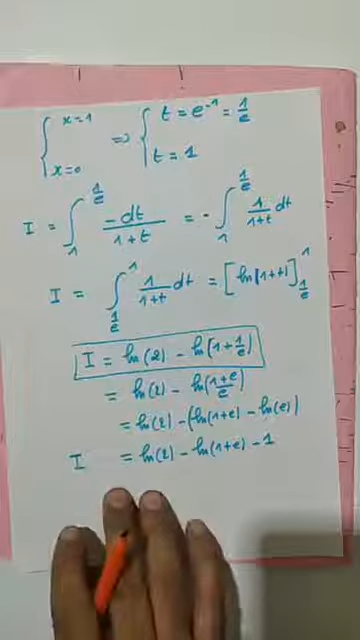 { x=1 => { t = e^-1 = 1/e
{ x=0 { t = 1
I = ∫_1^(1/e) -dt/(1+t) = - ∫_1^(1/e) 1/(1+t) dt
I = ∫_(1/e)^1 1/(1+t) dt = [ln|1+t|]_(1/e)^1
I = ln(2) - ln(1+1/e)
= ln(2) - ln((1+e)/e)
= ln(2) - (ln(1+e) - ln(e))
I = ln(2) - ln(1+e) - 1